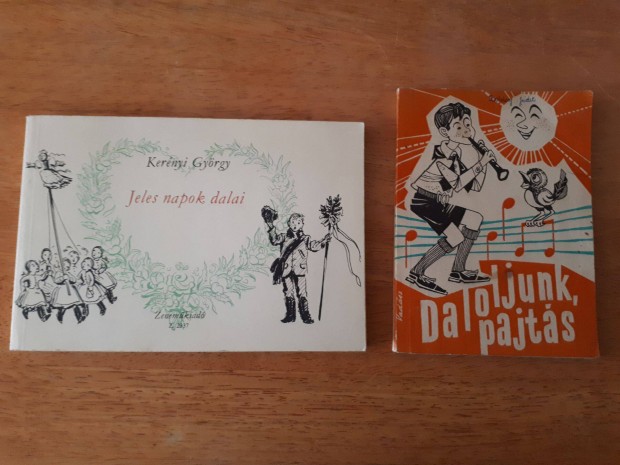 Kerényi György
Jeles napok dalai
Zeneműkiadó
Daloljunk,
pajtás